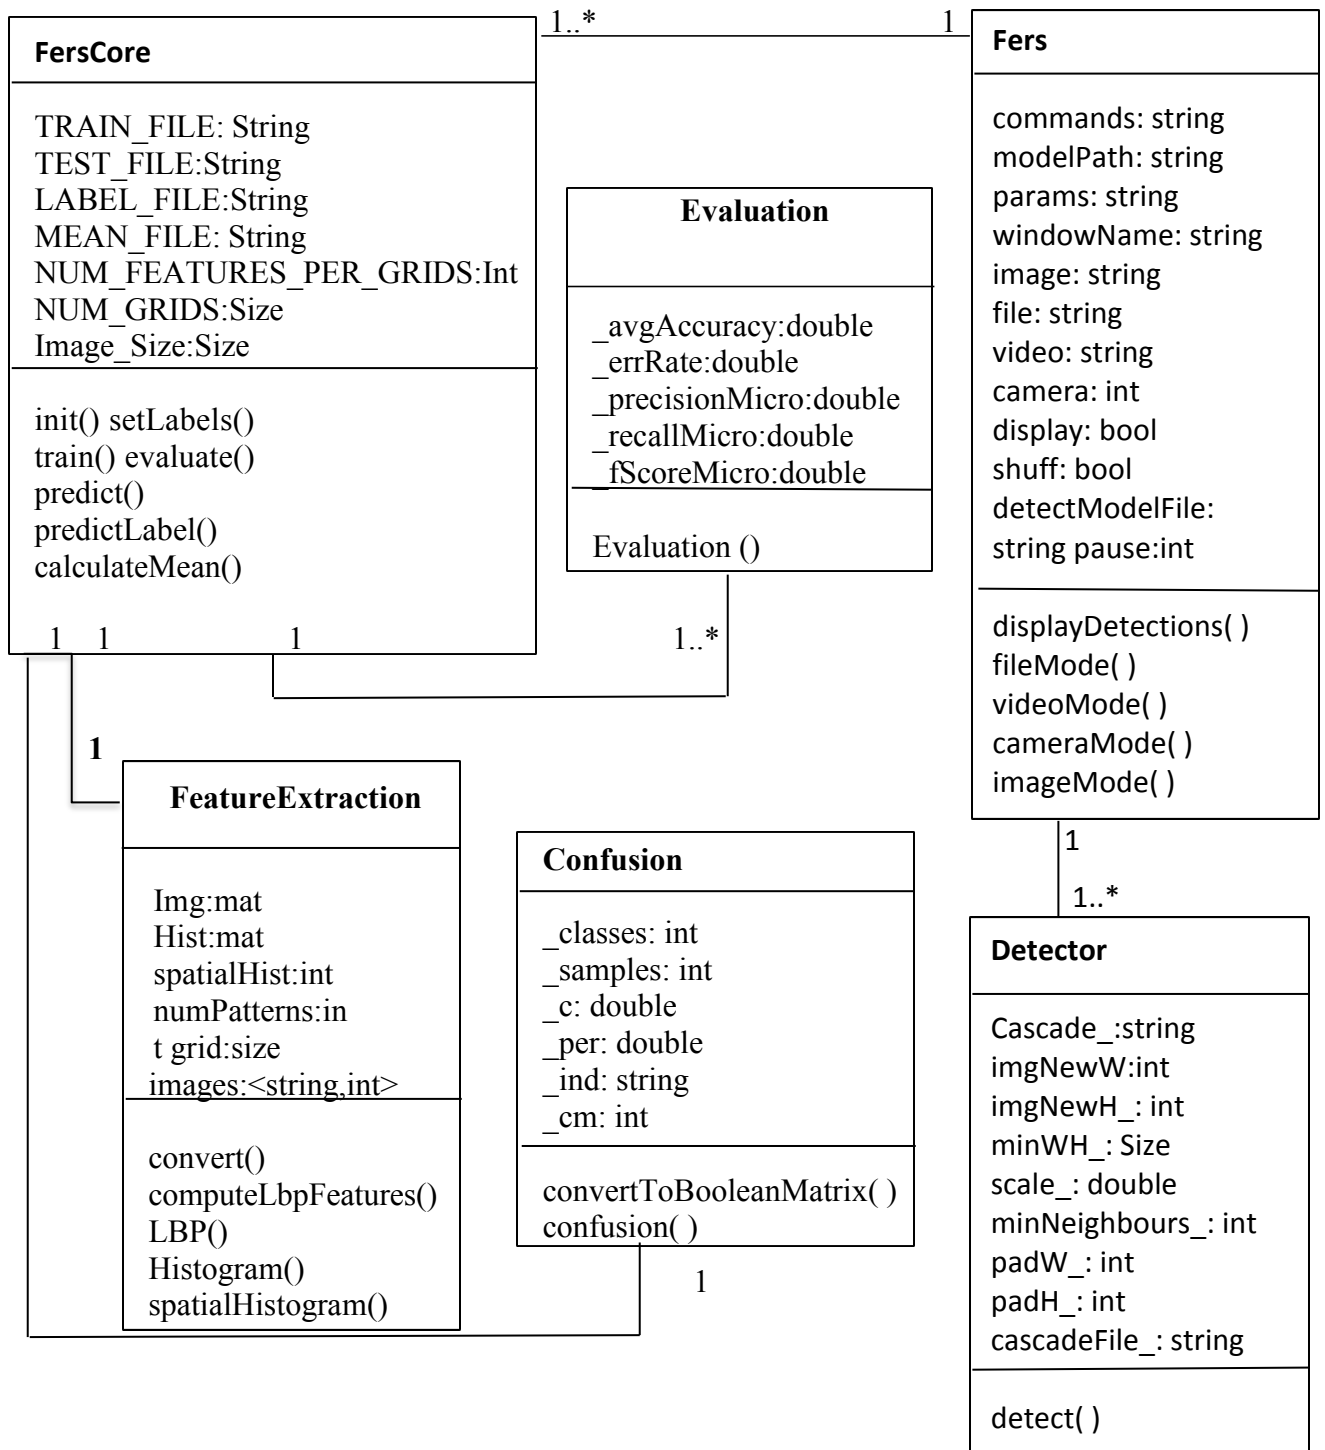 1..*
1
FersCore
TRAIN_FILE: String
TEST_FILE:String
LABEL_FILE:String
MEAN_FILE: String
NUM_FEATURES_PER_GRIDS:Int
NUM_GRIDS:Size
Image_Size:Size
init() setLabels()
train() evaluate()
predict()
predictLabel()
calculateMean()
1 1 1
Evaluation
_avgAccuracy:double
_errRate:double
_precisionMicro:double
_recallMicro:double
_fScoreMicro:double
Evaluation ()
1..*
Fers
commands: string
modelPath: string
params: string
windowName: string
image: string
file: string
video: string
camera: int
display: bool
shuff: bool
detectModelFile:
string pause:int
displayDetections( )
fileMode( )
videoMode( )
cameraMode( )
imageMode( )
1
1..*
1
FeatureExtraction
Img:mat
Hist:mat
spatialHist:int
numPatterns:in
t grid:size
images:<string,int>
convert()
computeLbpFeatures()
LBP()
Histogram()
spatialHistogram()
Confusion
_classes: int
_samples: int
_c: double
_per: double
_ind: string
_cm: int
convertToBooleanMatrix( )
confusion( )
1
Detector
Cascade_:string
imgNewW:int
imgNewH_: int
minWH_: Size
scale_: double
minNeighbours_: int
padW_: int
padH_: int
cascadeFile_: string
detect( )